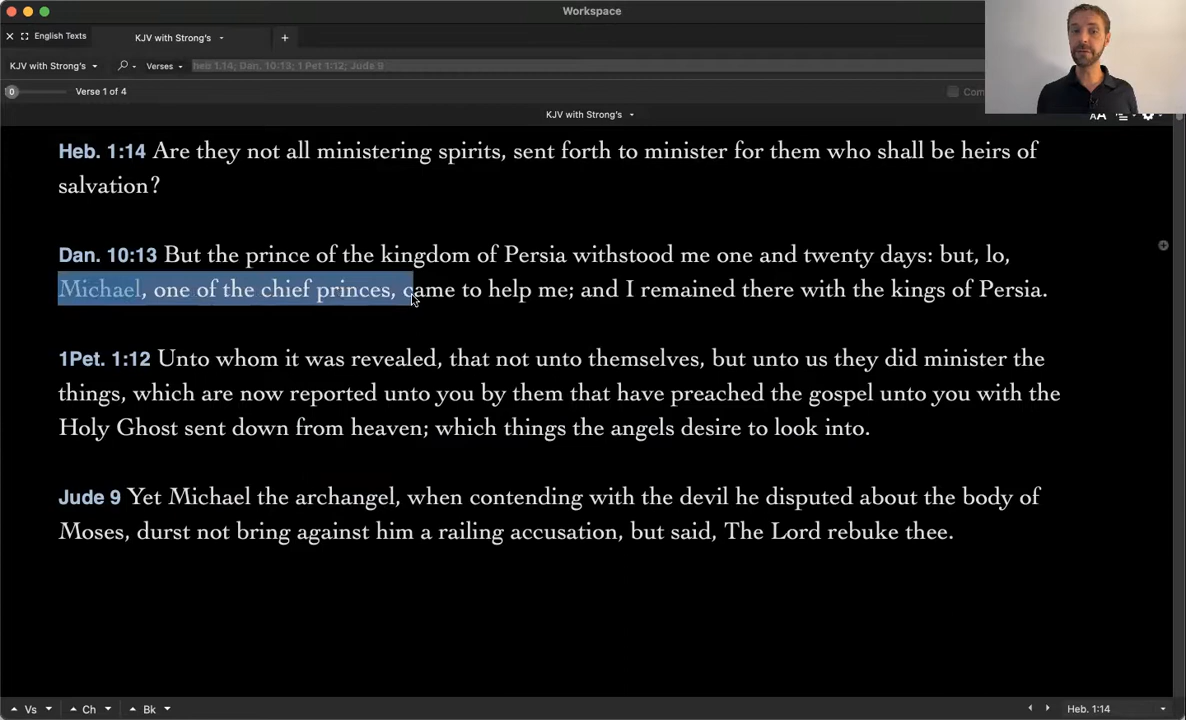 Workspace
English Texts
KJV with Strong's
+
KJV with Strong's
Verses
heb 1.14; Dan. 10:13; 1 Pet 1:12; Jude 9
0
Verse 1 of 4
Com
KJV with Strong's
AA
Heb. 1:14 Are they not all ministering spirits, sent forth to minister for them who shall be heirs of
salvation?
Dan. 10:13 But the prince of the kingdom of Persia withstood me one and twenty days: but, lo,
Michael, one of the chief princes, came to help me; and I remained there with the kings of Persia.
1Pet. 1:12 Unto whom it was revealed, that not unto themselves, but unto us they did minister the
things, which are now reported unto you by them that have preached the gospel unto you with the
Holy Ghost sent down from heaven; which things the angels desire to look into.
Jude 9 Yet Michael the archangel, when contending with the devil he disputed about the body of
Moses, durst not bring against him a railing accusation, but said, The Lord rebuke thee.
Vs Ch Bk
Heb. 1:14